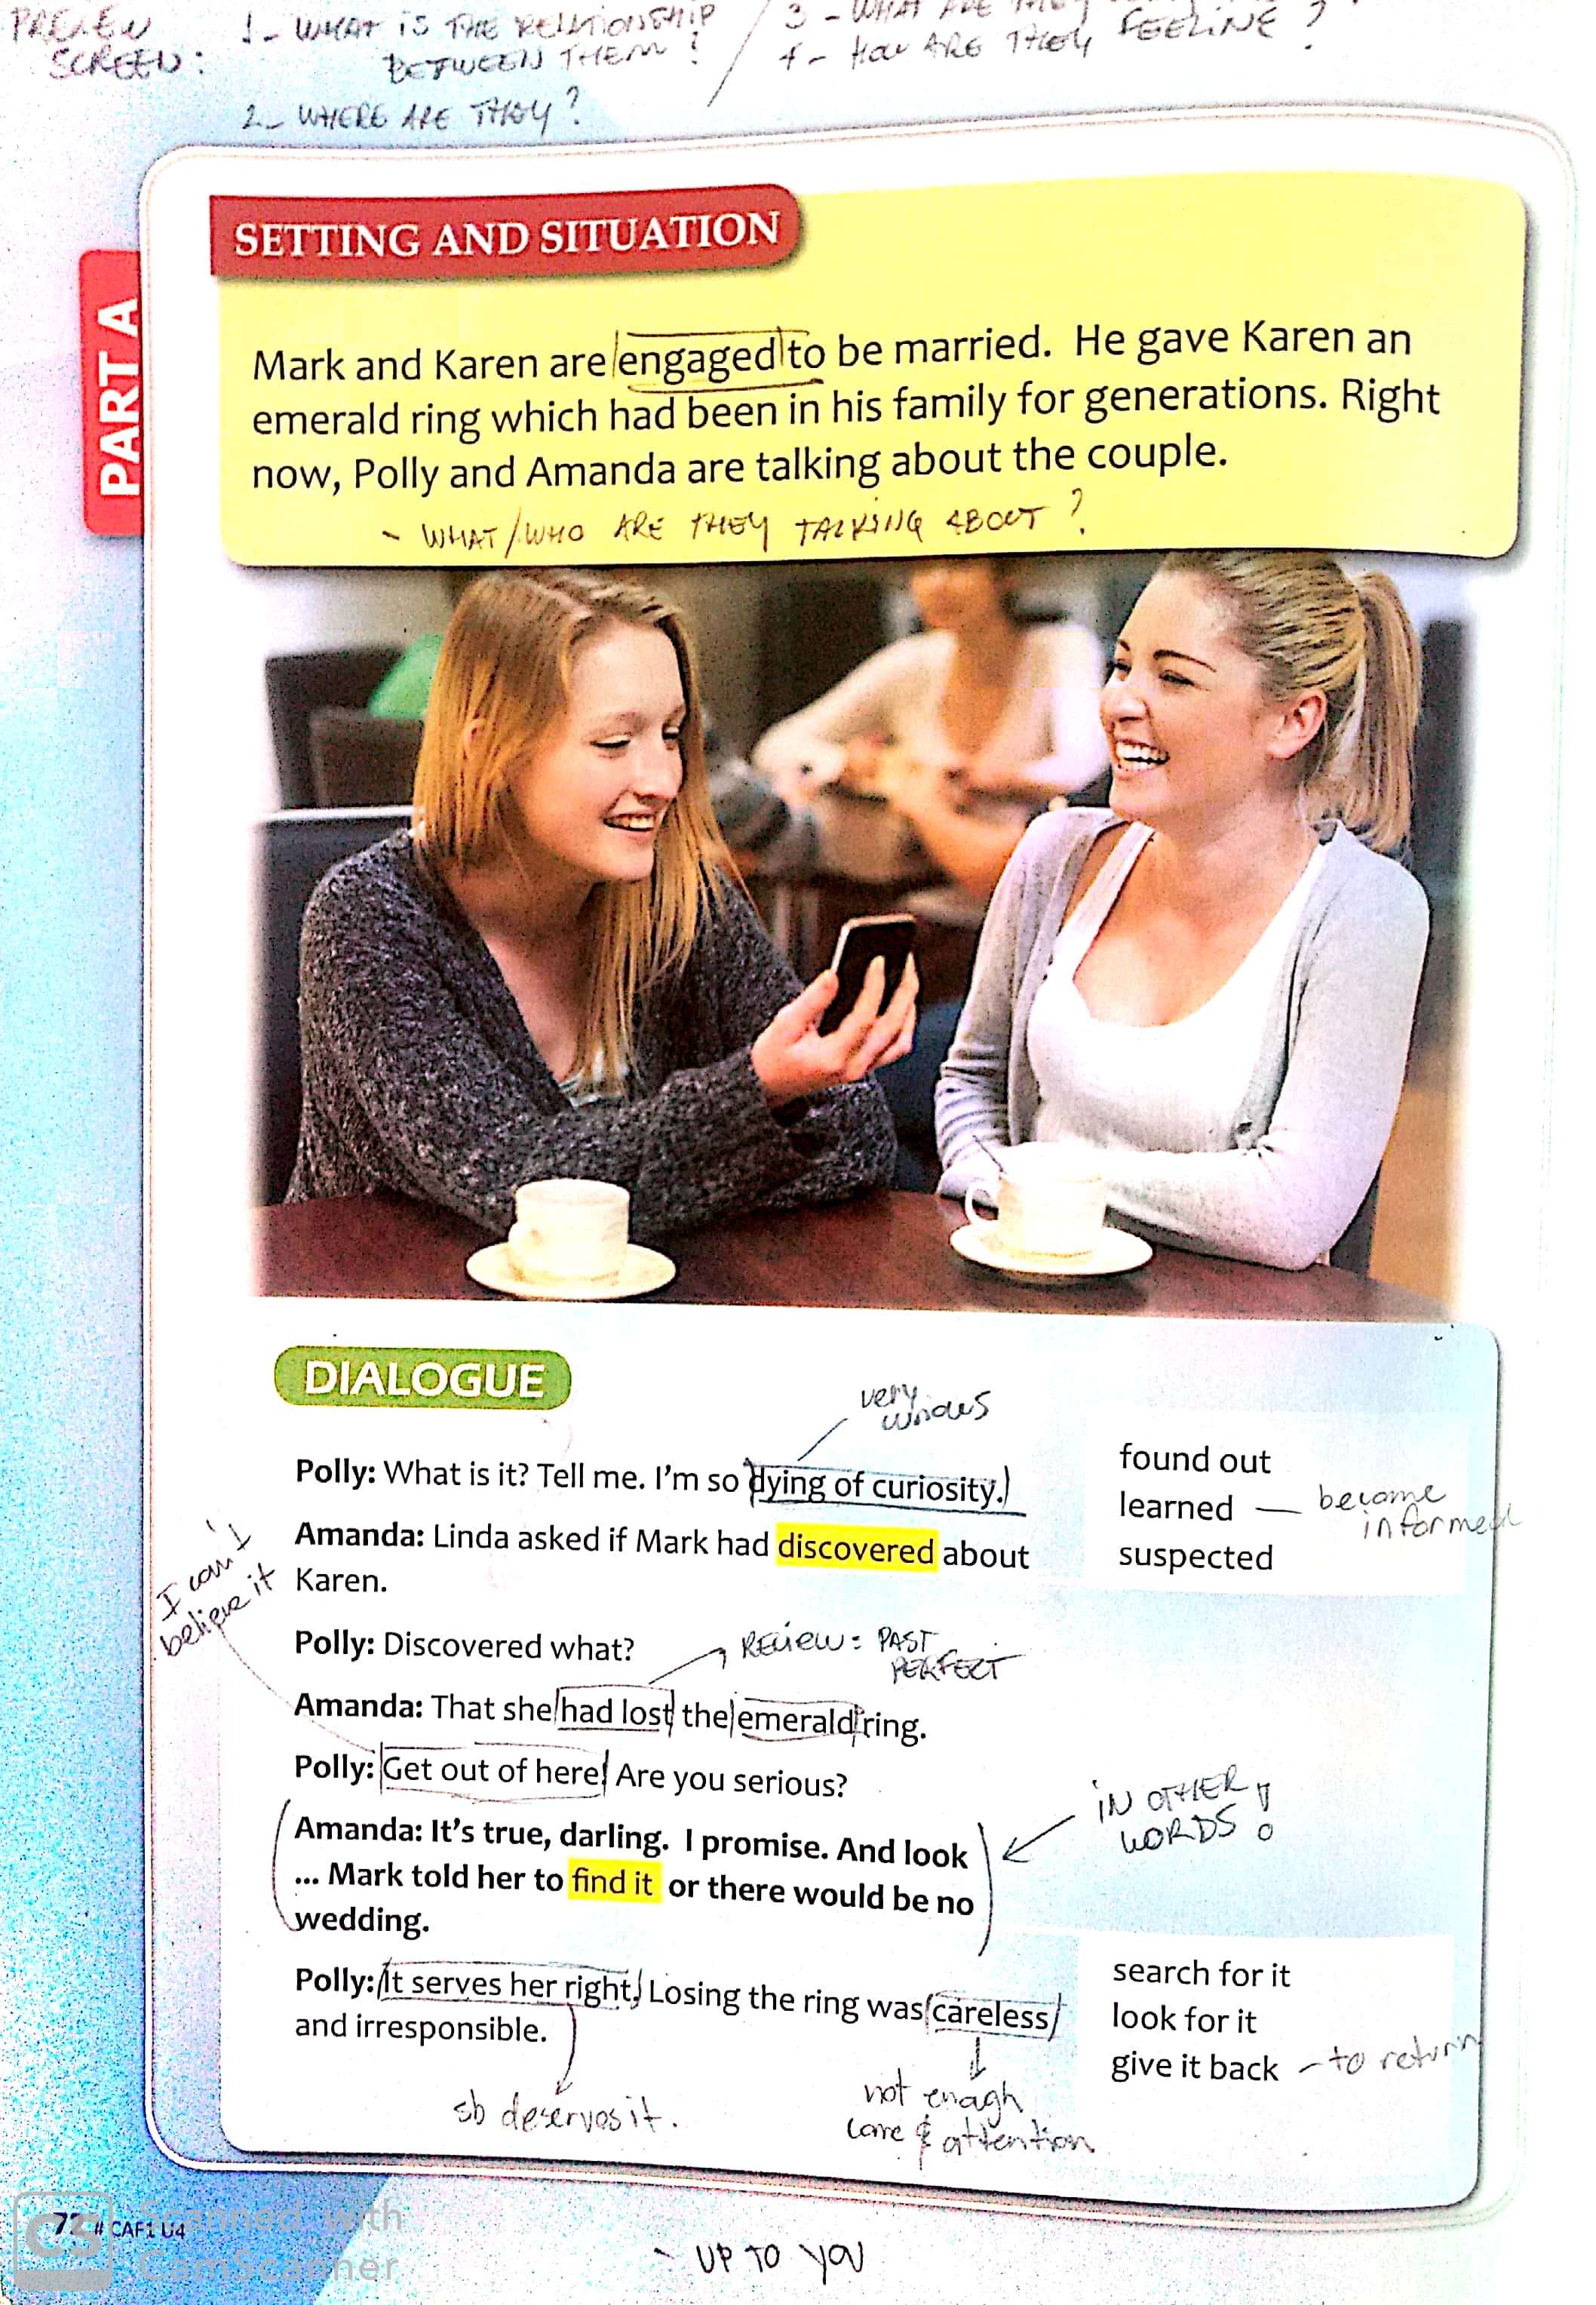 PREVIEW 1- WHAT IS THE RELATIONSHIP / 3 - WHAT ARE THEY
SCREEN: BETWEEN THEM? / 4 - HOW ARE THEY FEELING?
2- WHERE ARE THEY?
SETTING AND SITUATION
PART A
Mark and Karen are engaged to be married. He gave Karen an
emerald ring which had been in his family for generations. Right
now, Polly and Amanda are talking about the couple.
- WHAT/WHO ARE THEY TALKING ABOUT?
DIALOGUE
very
curious
Polly: What is it? Tell me. I'm so dying of curiosity.
Amanda: Linda asked if Mark had discovered about
Karen.
found out
learned — become
informed
suspected
I can't
believe it
Polly: Discovered what?
REVIEW: PAST
PERFECT
Amanda: That she had lost the emerald ring.
Polly: Get out of here! Are you serious?
Amanda: It's true, darling. I promise. And look
... Mark told her to find it or there would be no
wedding.
IN OTHER
WORDS!
Polly: It serves her right. Losing the ring was careless
and irresponsible.
search for it
look for it
give it back - to return
sb deserves it.
not enough
care & attention
72 # CAF1 U4
CS Scanned with
CamScanner
- UP TO YOU